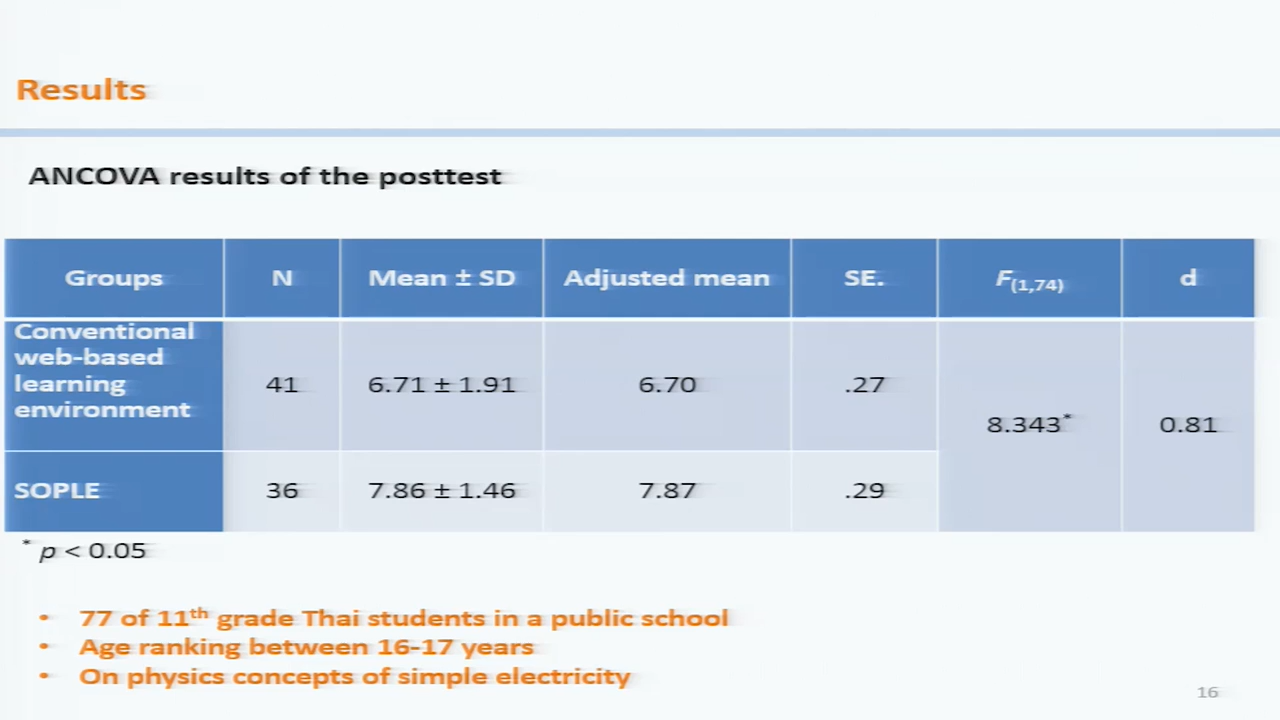 Results
ANCOVA results of the posttest
Groups N Mean ± SD Adjusted mean SE. F(1,74) d
Conventional
web-based
learning
environment
41 6.71 ± 1.91 6.70 .27 8.343* 0.81
SOPLE 36 7.86 ± 1.46 7.87 .29
* p < 0.05
• 77 of 11th grade Thai students in a public school
• Age ranking between 16-17 years
• On physics concepts of simple electricity
16